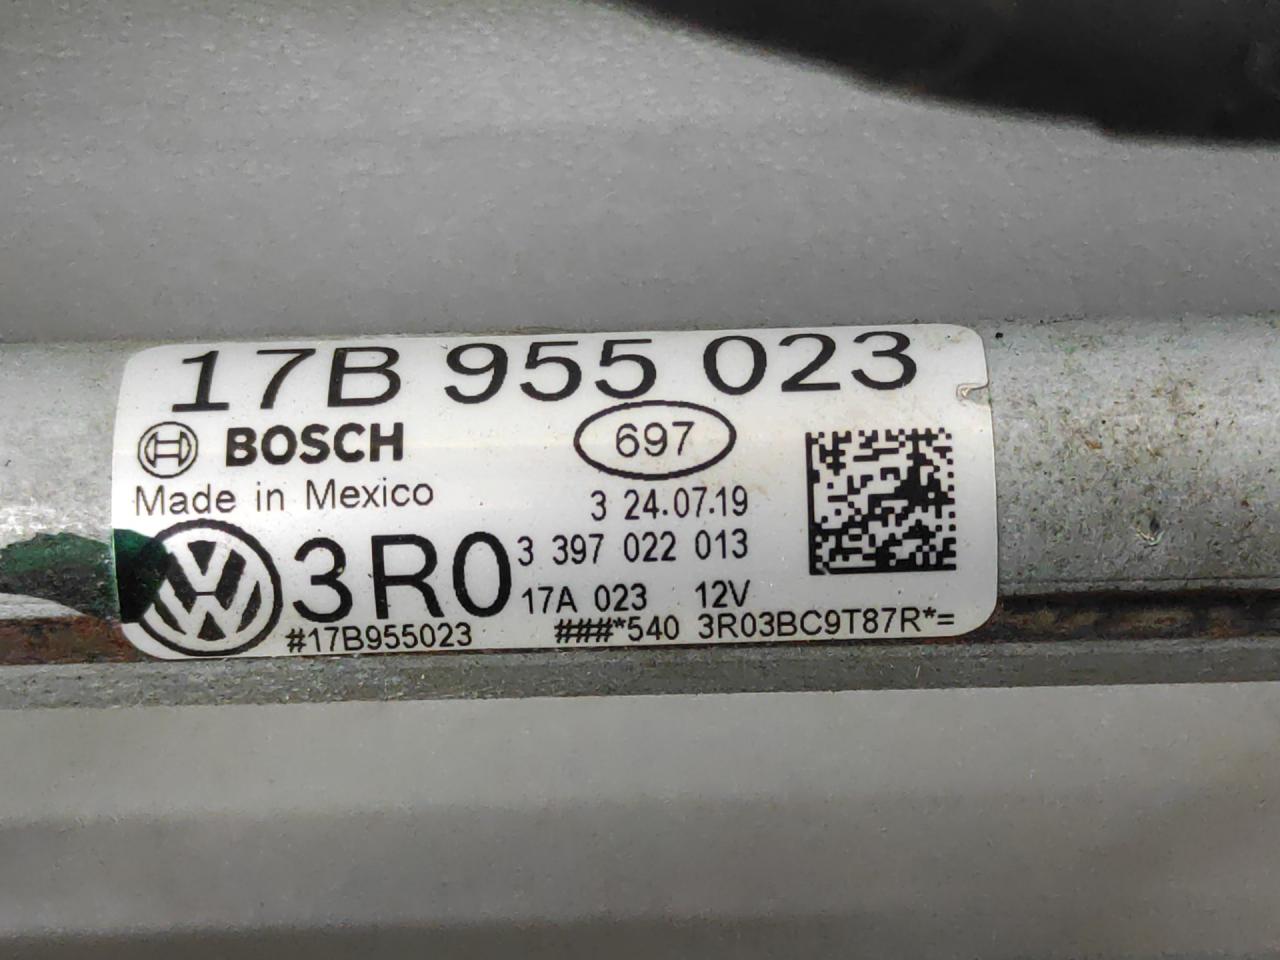 17B 955 023
BOSCH 697
Made in Mexico 3 24.07.19
3R0 3 397 022 013
17A 023 12V
#17B955023 ###*540 3R03BC9T87R*=